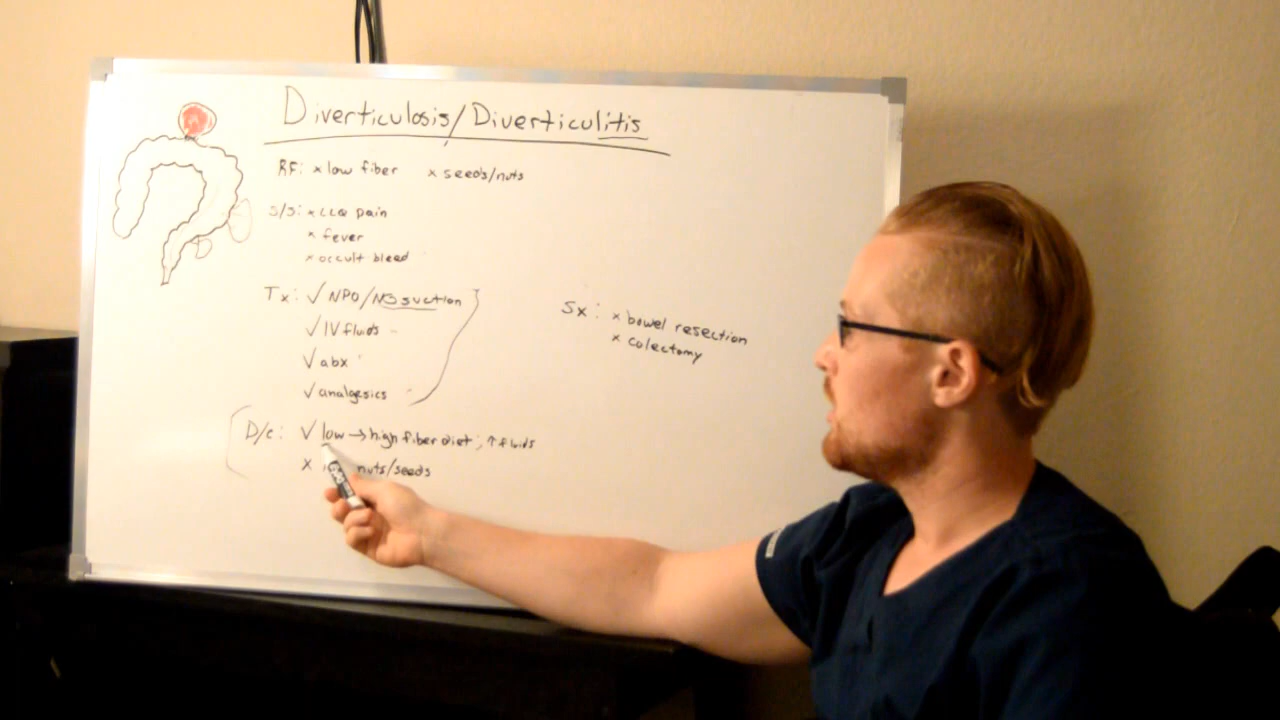 Diverticulosis/Diverticulitis
RF: x low fiber x seeds/nuts
S/S: x LLQ pain
x fever
x occult bleed
Tx: √ NPO/NG suction
√ IV fluids
√ abx
√ analgesics
Sx: x bowel resection
x colectomy
D/c: √ low → high fiber diet; ↑ fluids
x nuts/seeds